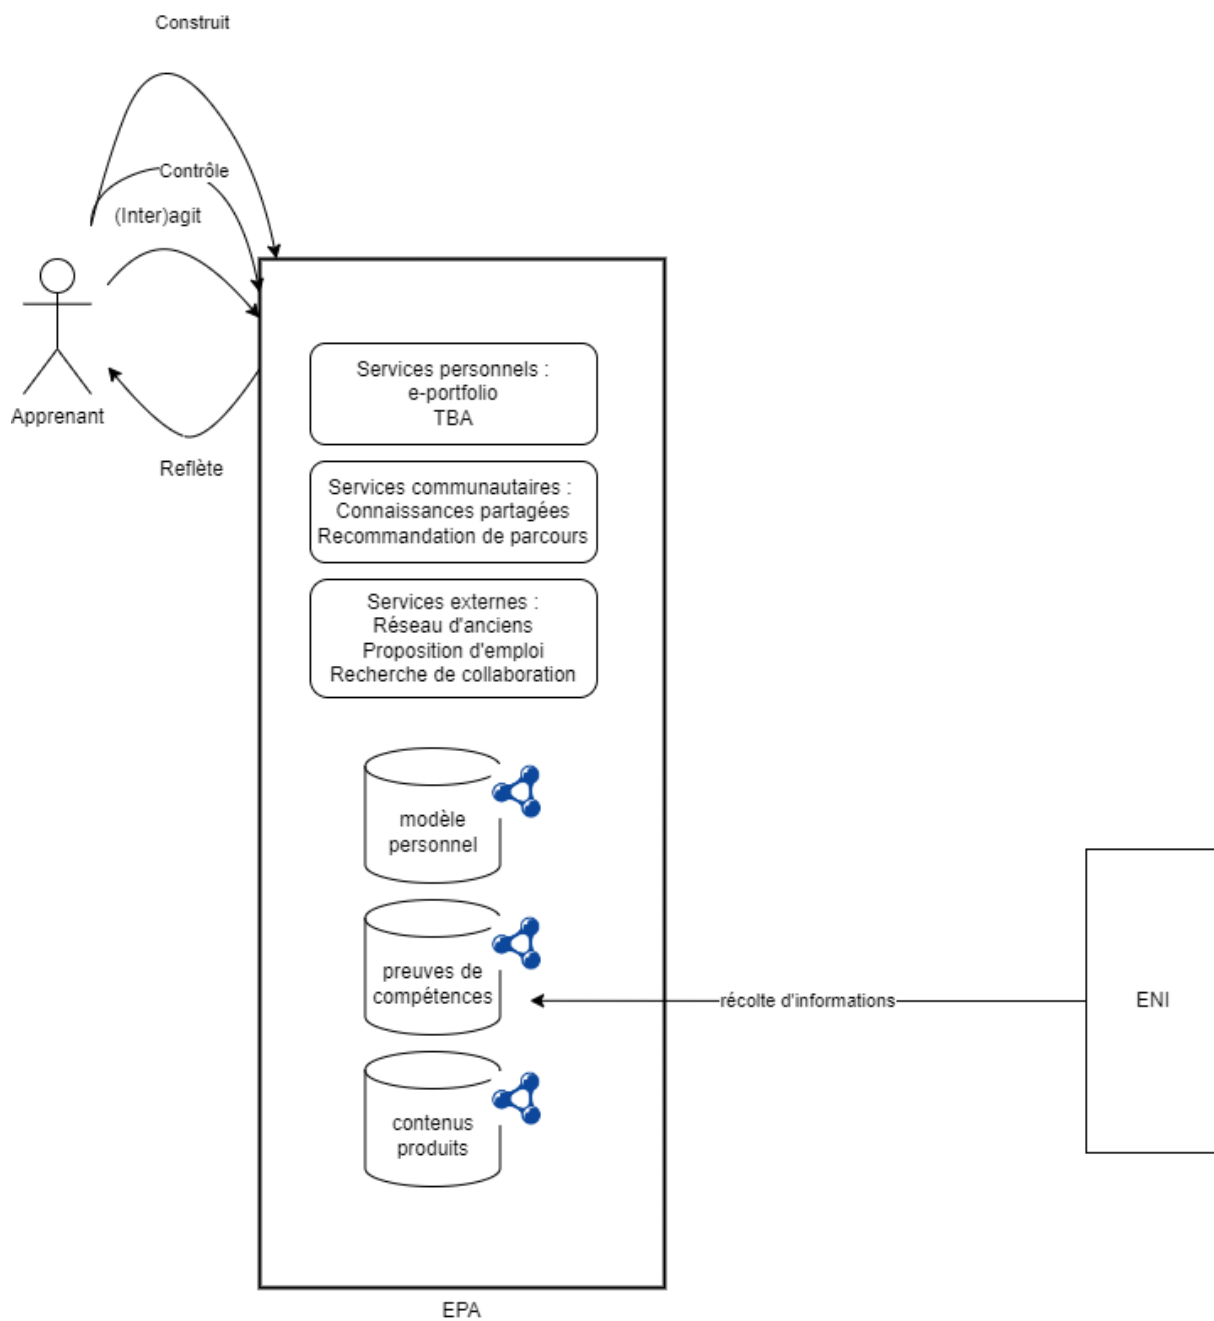 Construit
Contrôle
(Inter)agit
Apprenant
Reflète
Services personnels :
e-portfolio
TBA
Services communautaires :
Connaissances partagées
Recommandation de parcours
Services externes :
Réseau d'anciens
Proposition d'emploi
Recherche de collaboration
modèle
personnel
preuves de
compétences
récolte d'informations
ENI
contenus
produits
EPA